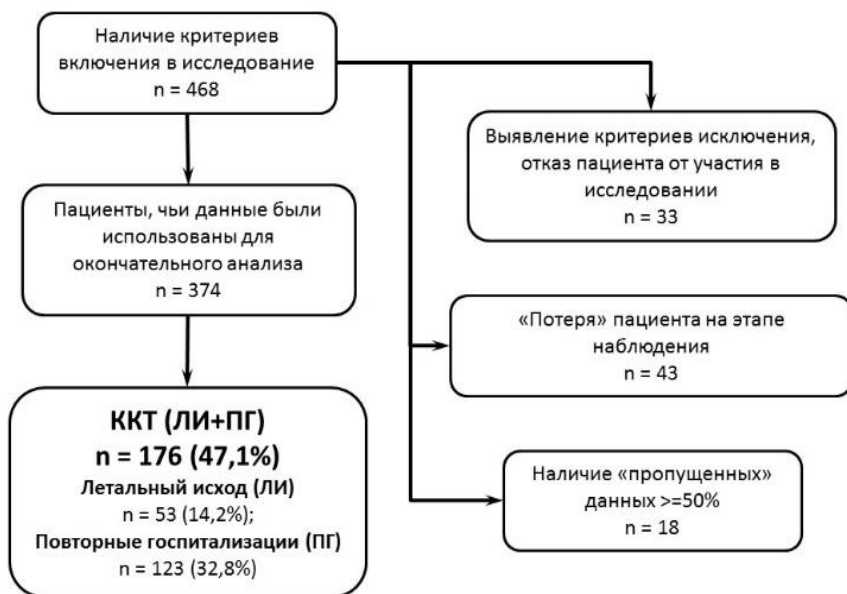 Наличие критериев
включения в исследование
n = 468
Выявление критериев исключения,
отказ пациента от участия в
исследовании
n = 33
Пациенты, чьи данные были
использованы для
окончательного анализа
n = 374
«Потеря» пациента на этапе
наблюдения
n = 43
ККТ (ЛИ+ПГ)
n = 176 (47,1%)
Летальный исход (ЛИ)
n = 53 (14,2%);
Повторные госпитализации (ПГ)
n = 123 (32,8%)
Наличие «пропущенных»
данных >=50%
n = 18